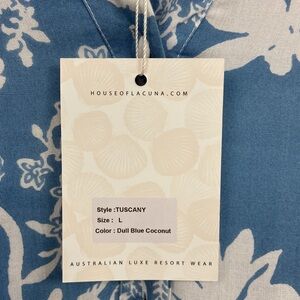 HOUSEOFLACUNA.COM
Style :TUSCANY
Size : L
Color : Dull Blue Coconut
AUSTRALIAN LUXE RESORT WEAR